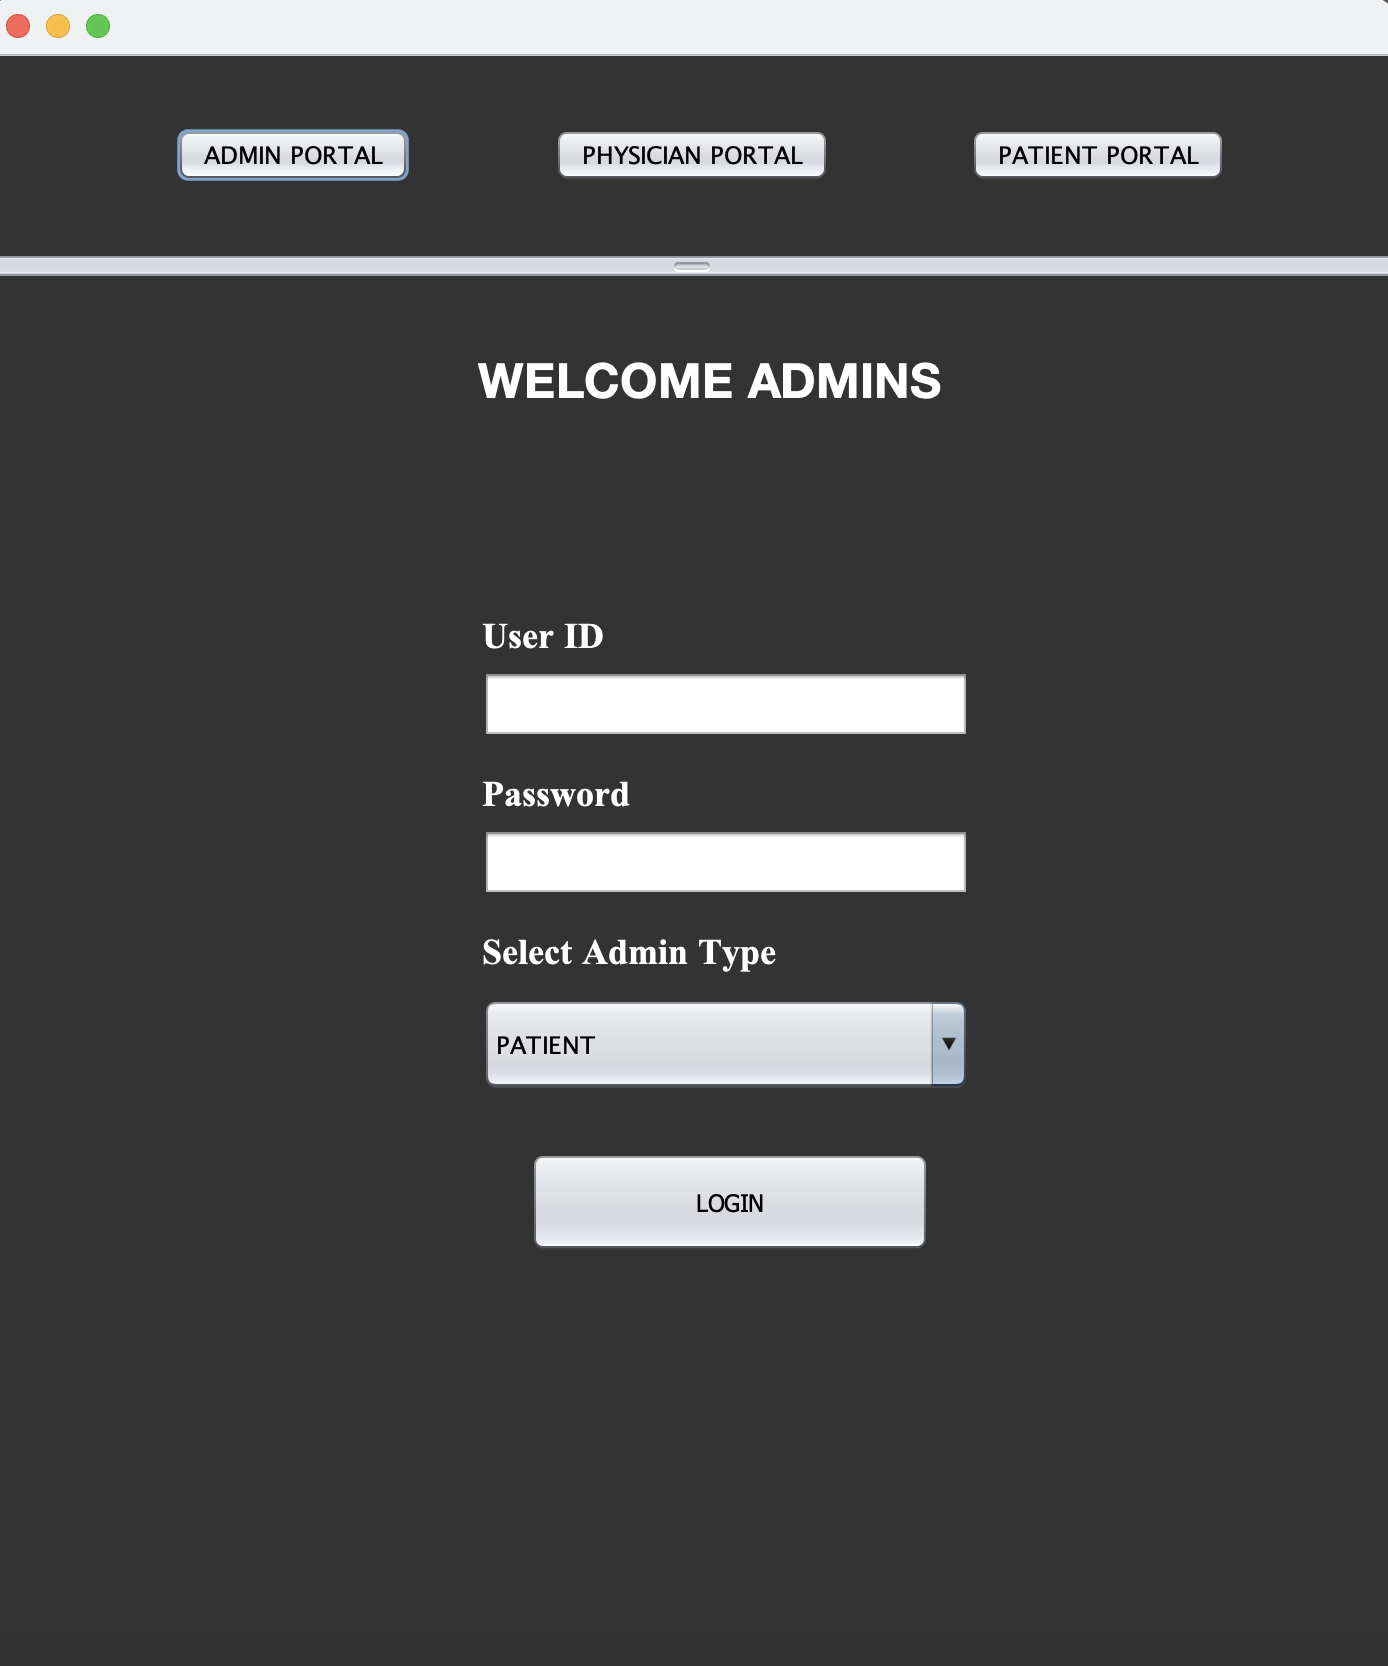 ADMIN PORTAL PHYSICIAN PORTAL PATIENT PORTAL
WELCOME ADMINS
User ID
Password
Select Admin Type
PATIENT
LOGIN